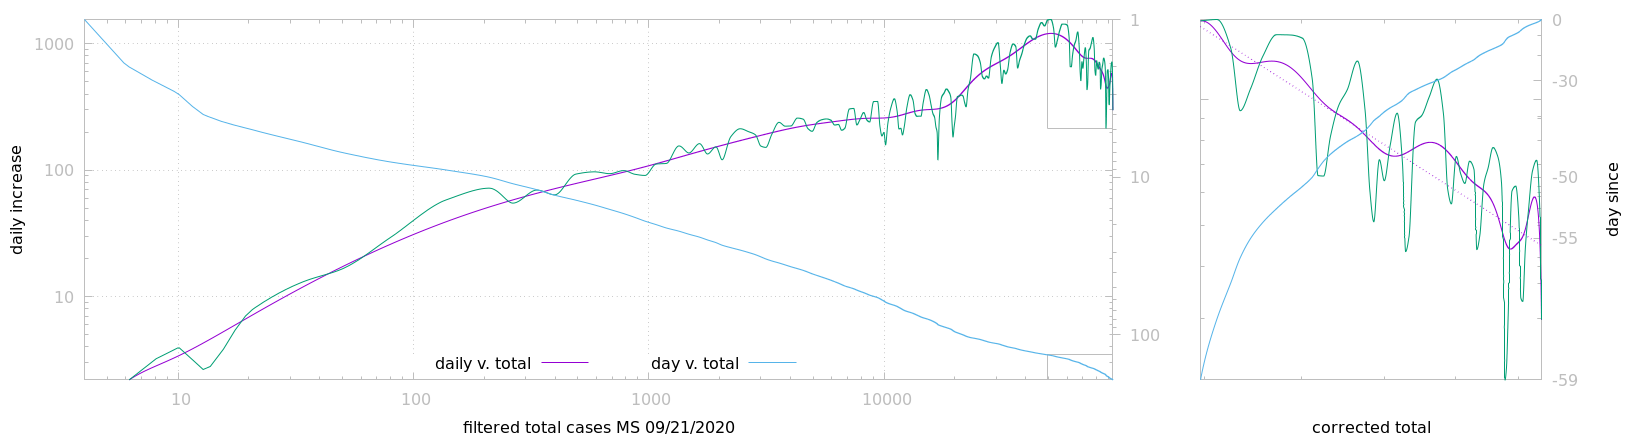 daily increase
1000
100
10
10
100
1000
10000
1
10
100
daily v. total
day v. total
filtered total cases MS 09/21/2020
0
-30
-50
-55
-59
day since
corrected total